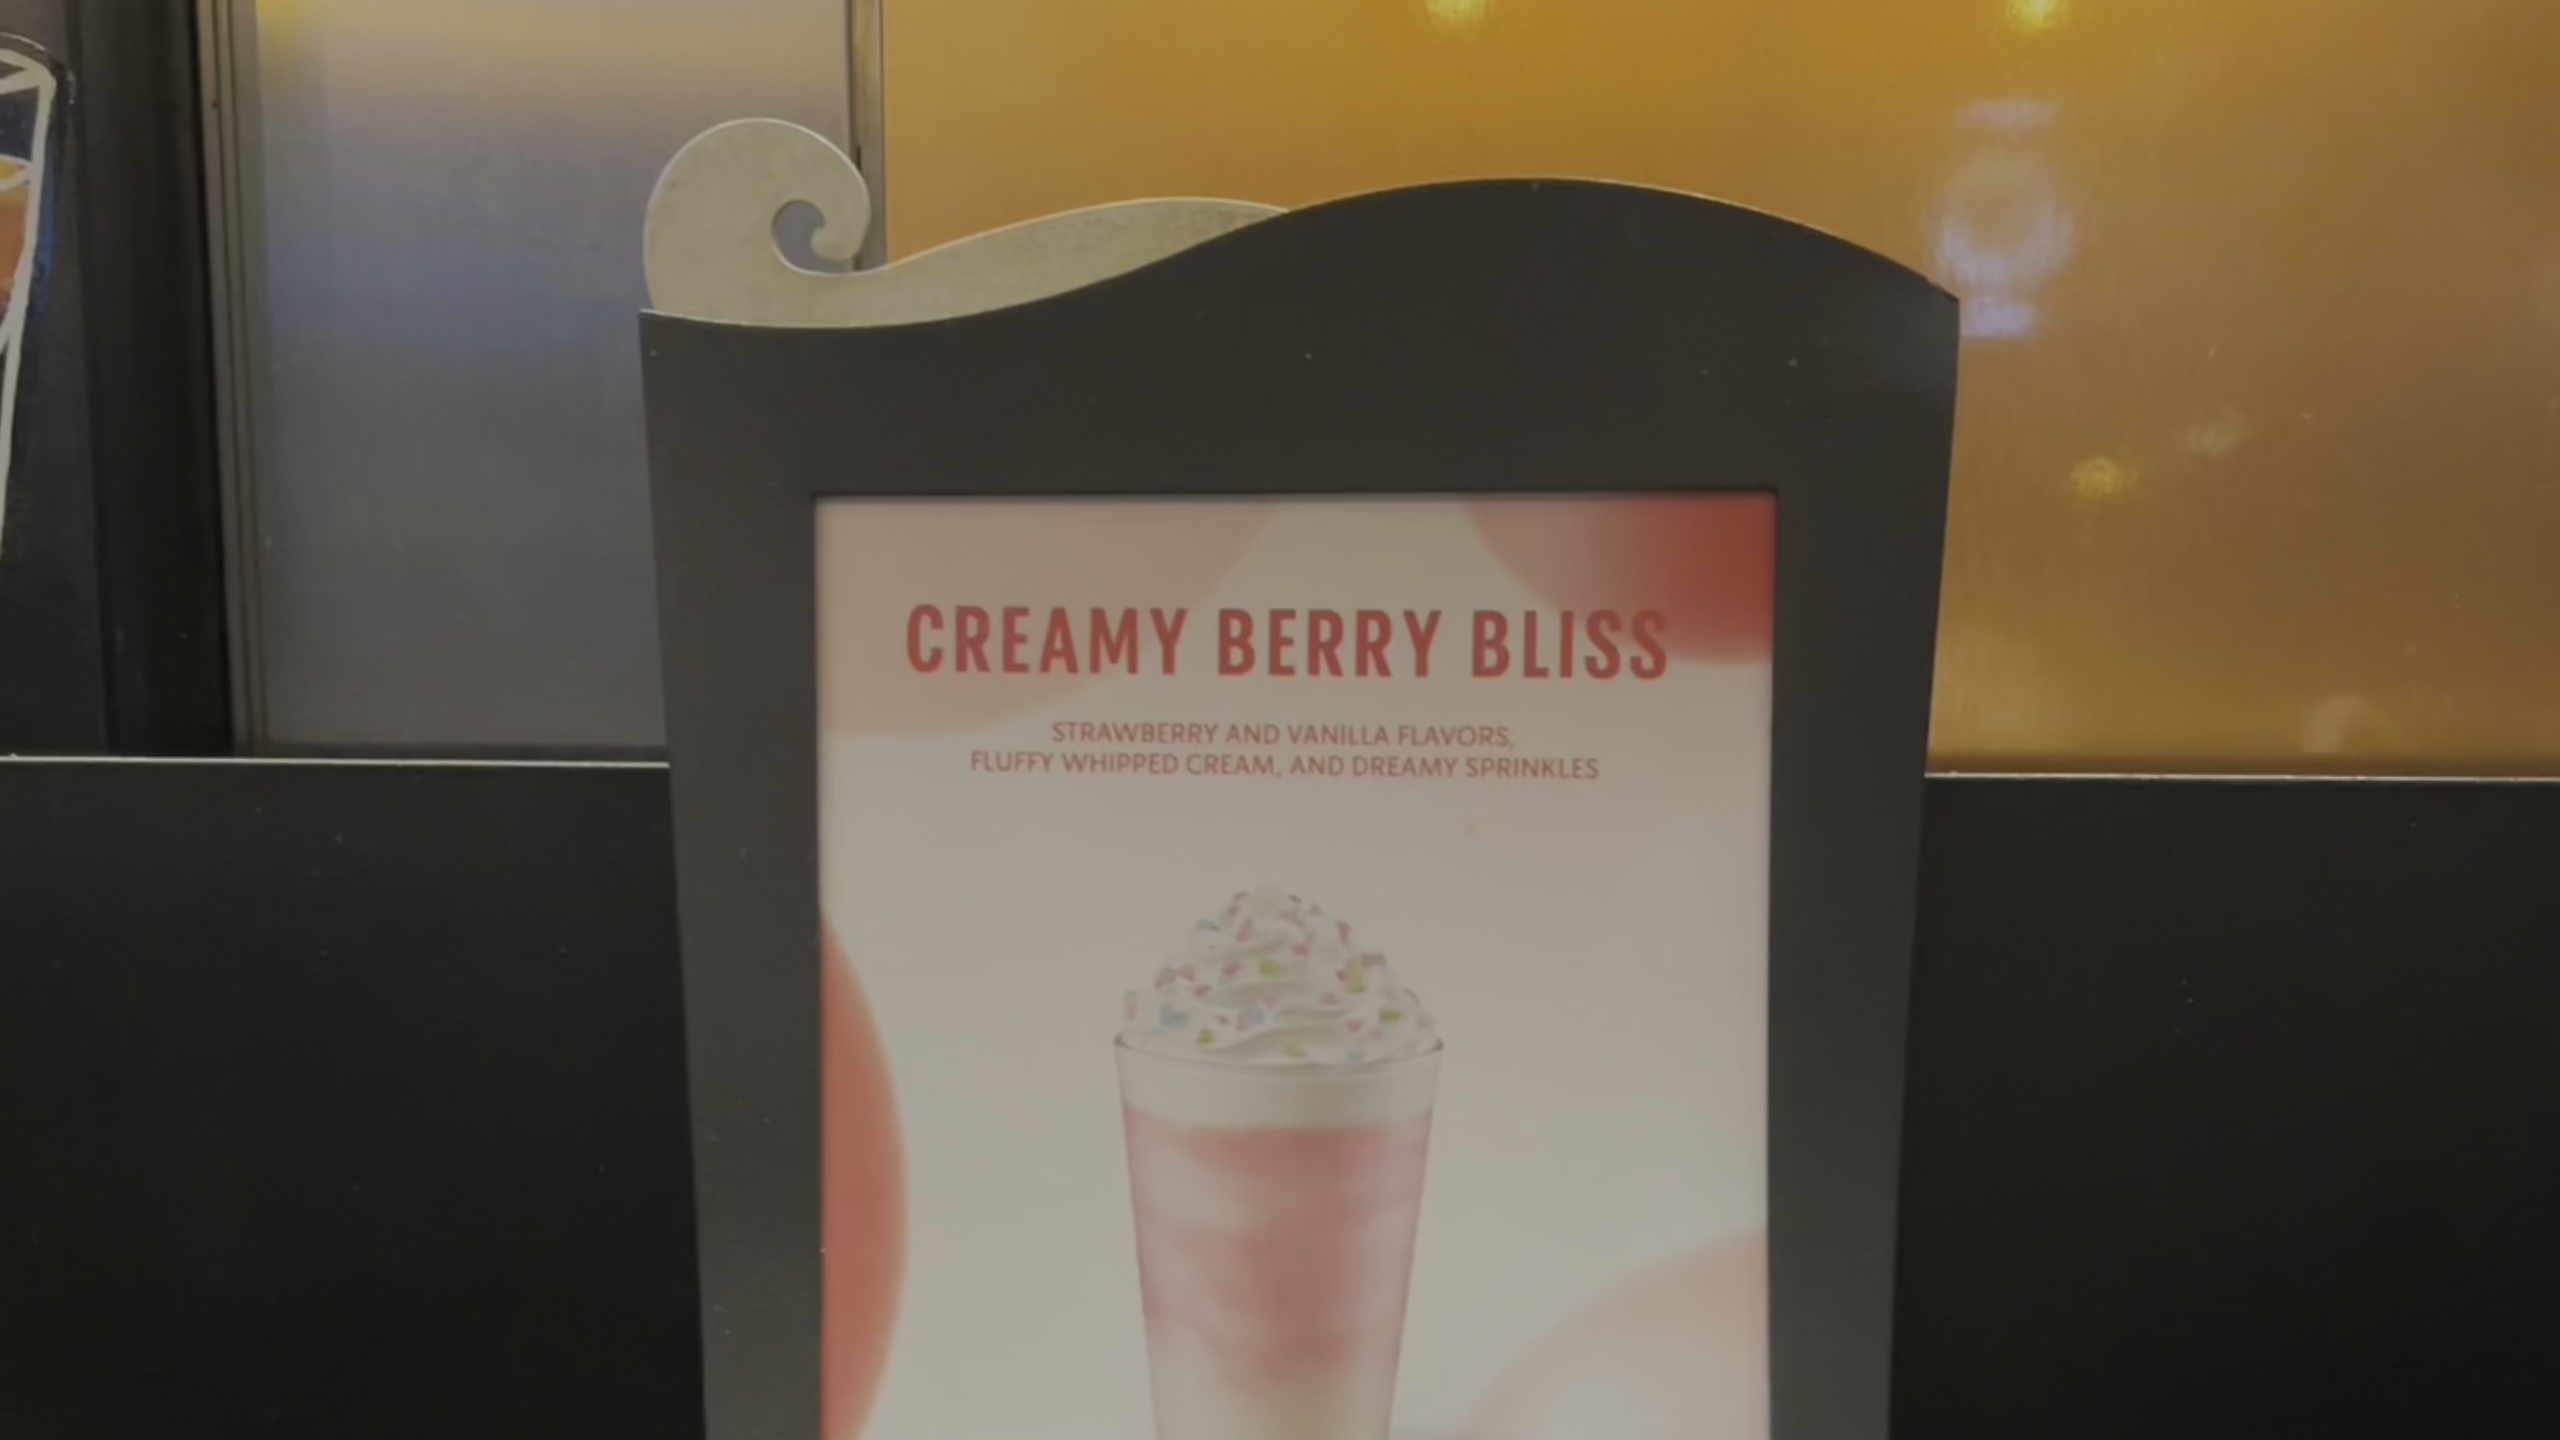 CREAMY BERRY BLISS
STRAWBERRY AND VANILLA FLAVORS,
FLUFFY WHIPPED CREAM, AND DREAMY SPRINKLES